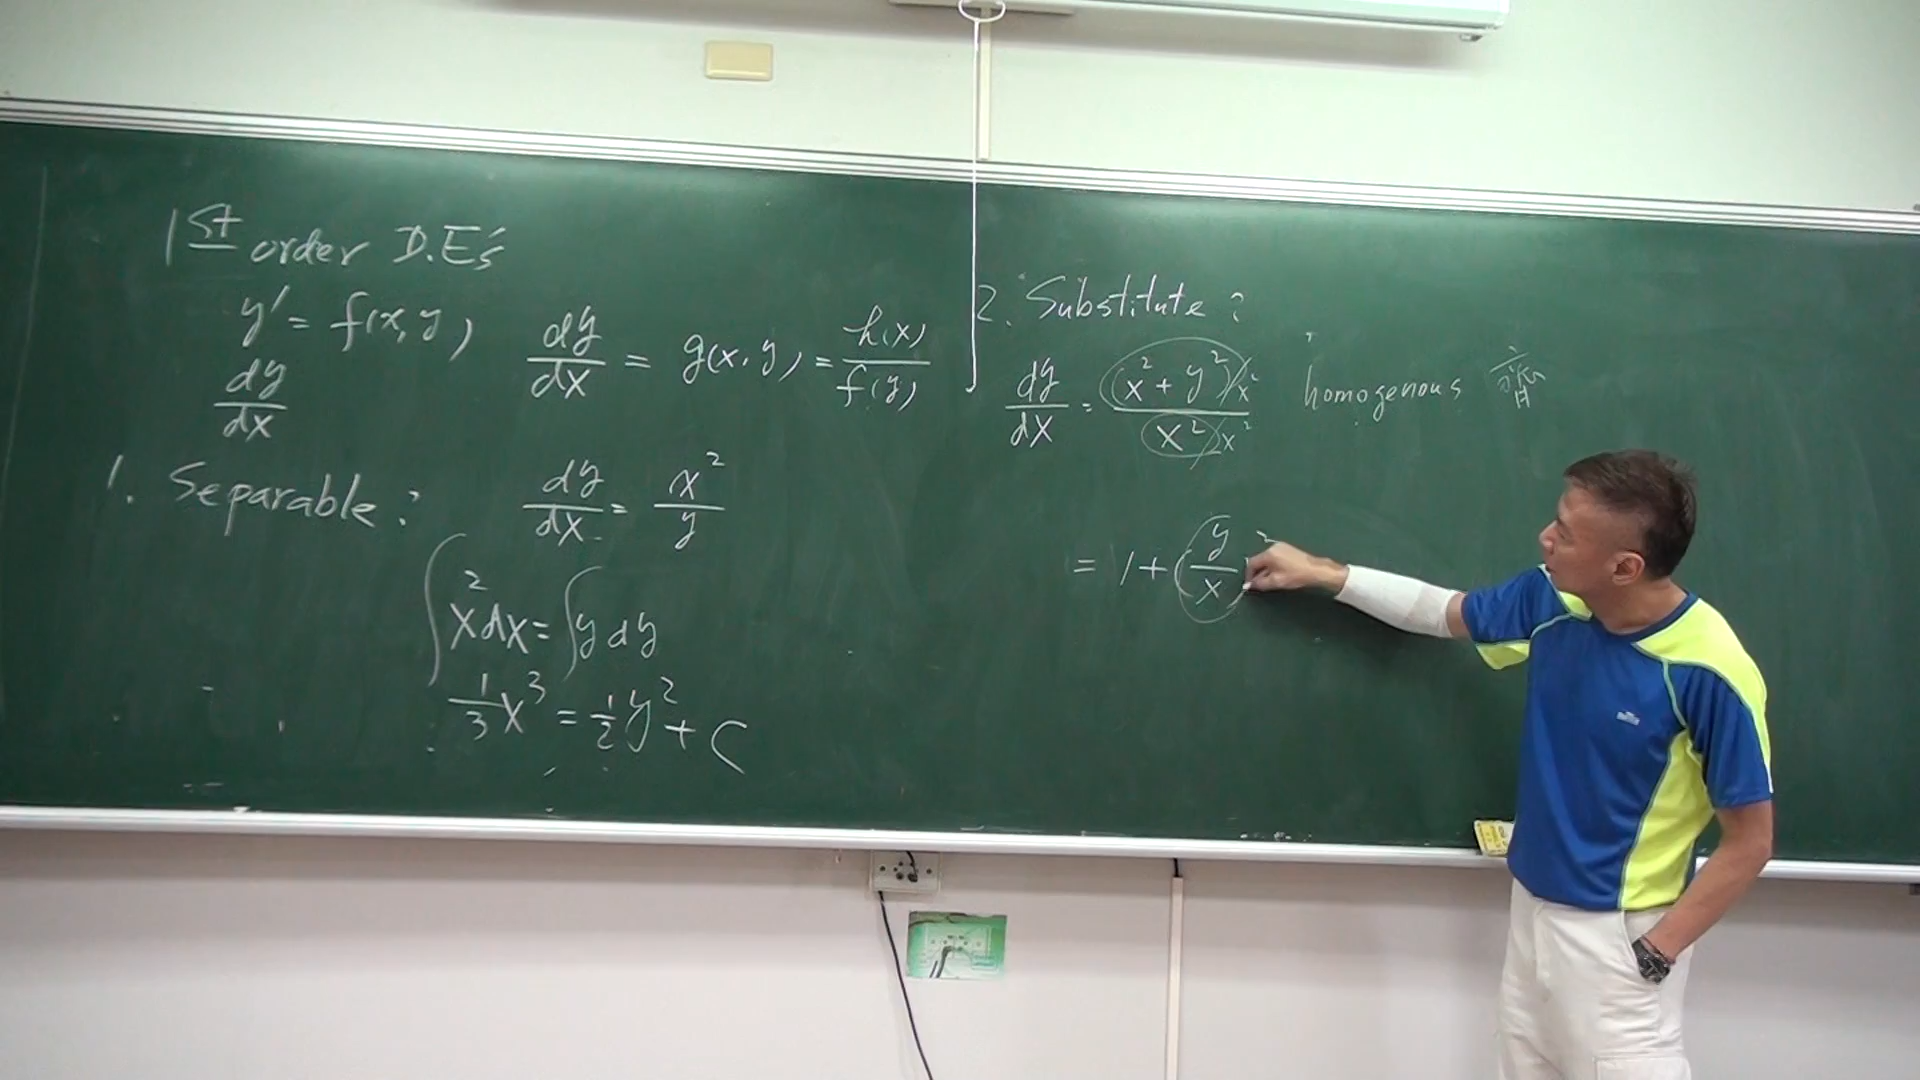 1st order D.E's
y' = f(x, y)
dy/dx
dy/dx = g(x, y) = h(x)/f(y)
1. Separable:
dy/dx = x²/y
∫x²dx = ∫y dy
1/3 x³ = 1/2 y² + C
2. Substitute:
dy/dx = (x² + y²)/x² / (x²)/x² homogenous
= 1 + (y/x)²